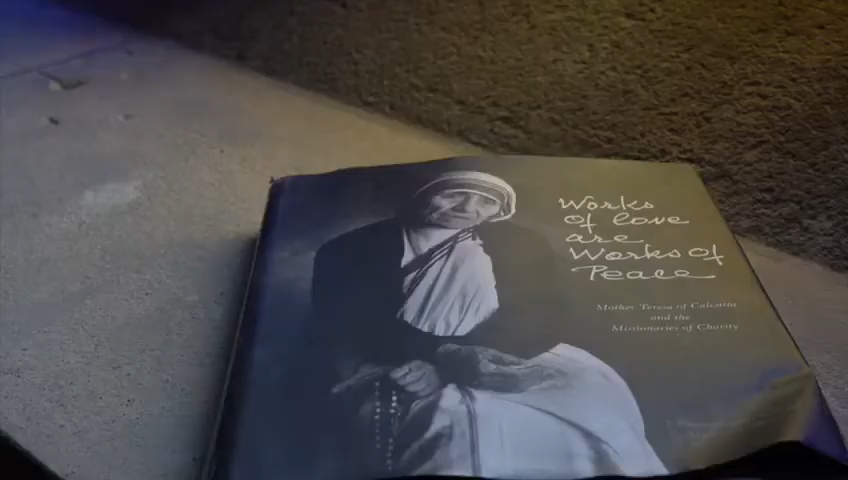 Works
of love
are
Works of
Peace
Mother Teresa of Calcutta
and the
Missionaries of Charity